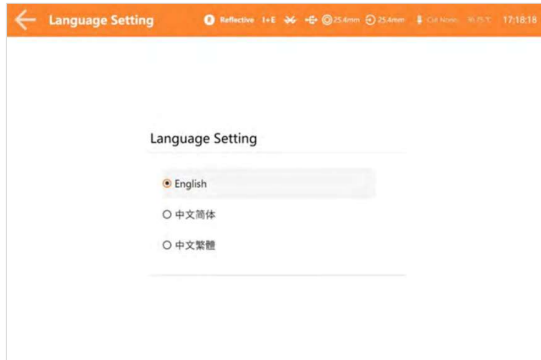 Language Setting
Reflective I+E 25.4mm 25.4mm 17:18:18
Language Setting
English
中文简体
中文繁體